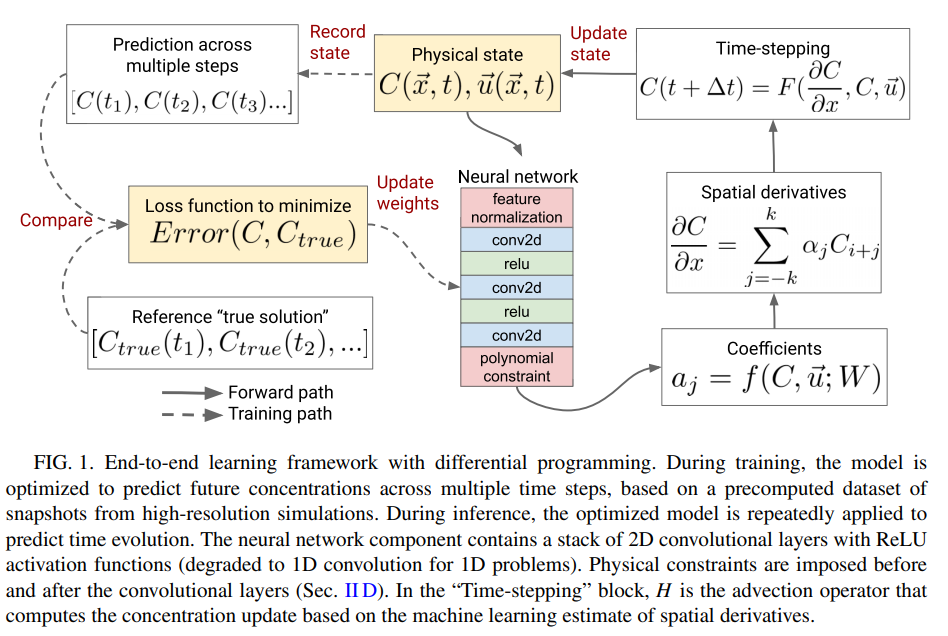 Prediction across
multiple steps
[C(t₁), C(t₂), C(t₃)...]
Record
state
Physical state
C(x⃗, t), u⃗(x⃗, t)
Update
state
Time-stepping
C(t + Δt) = F(∂C/∂x, C, u⃗)
Compare
Loss function to minimize
Error(C, C_true)
Update
weights
Reference “true solution”
[C_true(t₁), C_true(t₂), ...]
Neural network
feature
normalization
conv2d
relu
conv2d
relu
conv2d
polynomial
constraint
Spatial derivatives
∂C/∂x = ∑_{j=-k}^{k} α_j C_{i+j}
Coefficients
a_j = f(C, u⃗; W)
Forward path
Training path
FIG. 1. End-to-end learning framework with differential programming. During training, the model is
optimized to predict future concentrations across multiple time steps, based on a precomputed dataset of
snapshots from high-resolution simulations. During inference, the optimized model is repeatedly applied to
predict time evolution. The neural network component contains a stack of 2D convolutional layers with ReLU
activation functions (degraded to 1D convolution for 1D problems). Physical constraints are imposed before
and after the convolutional layers (Sec. II D). In the “Time-stepping” block, H is the advection operator that
computes the concentration update based on the machine learning estimate of spatial derivatives.